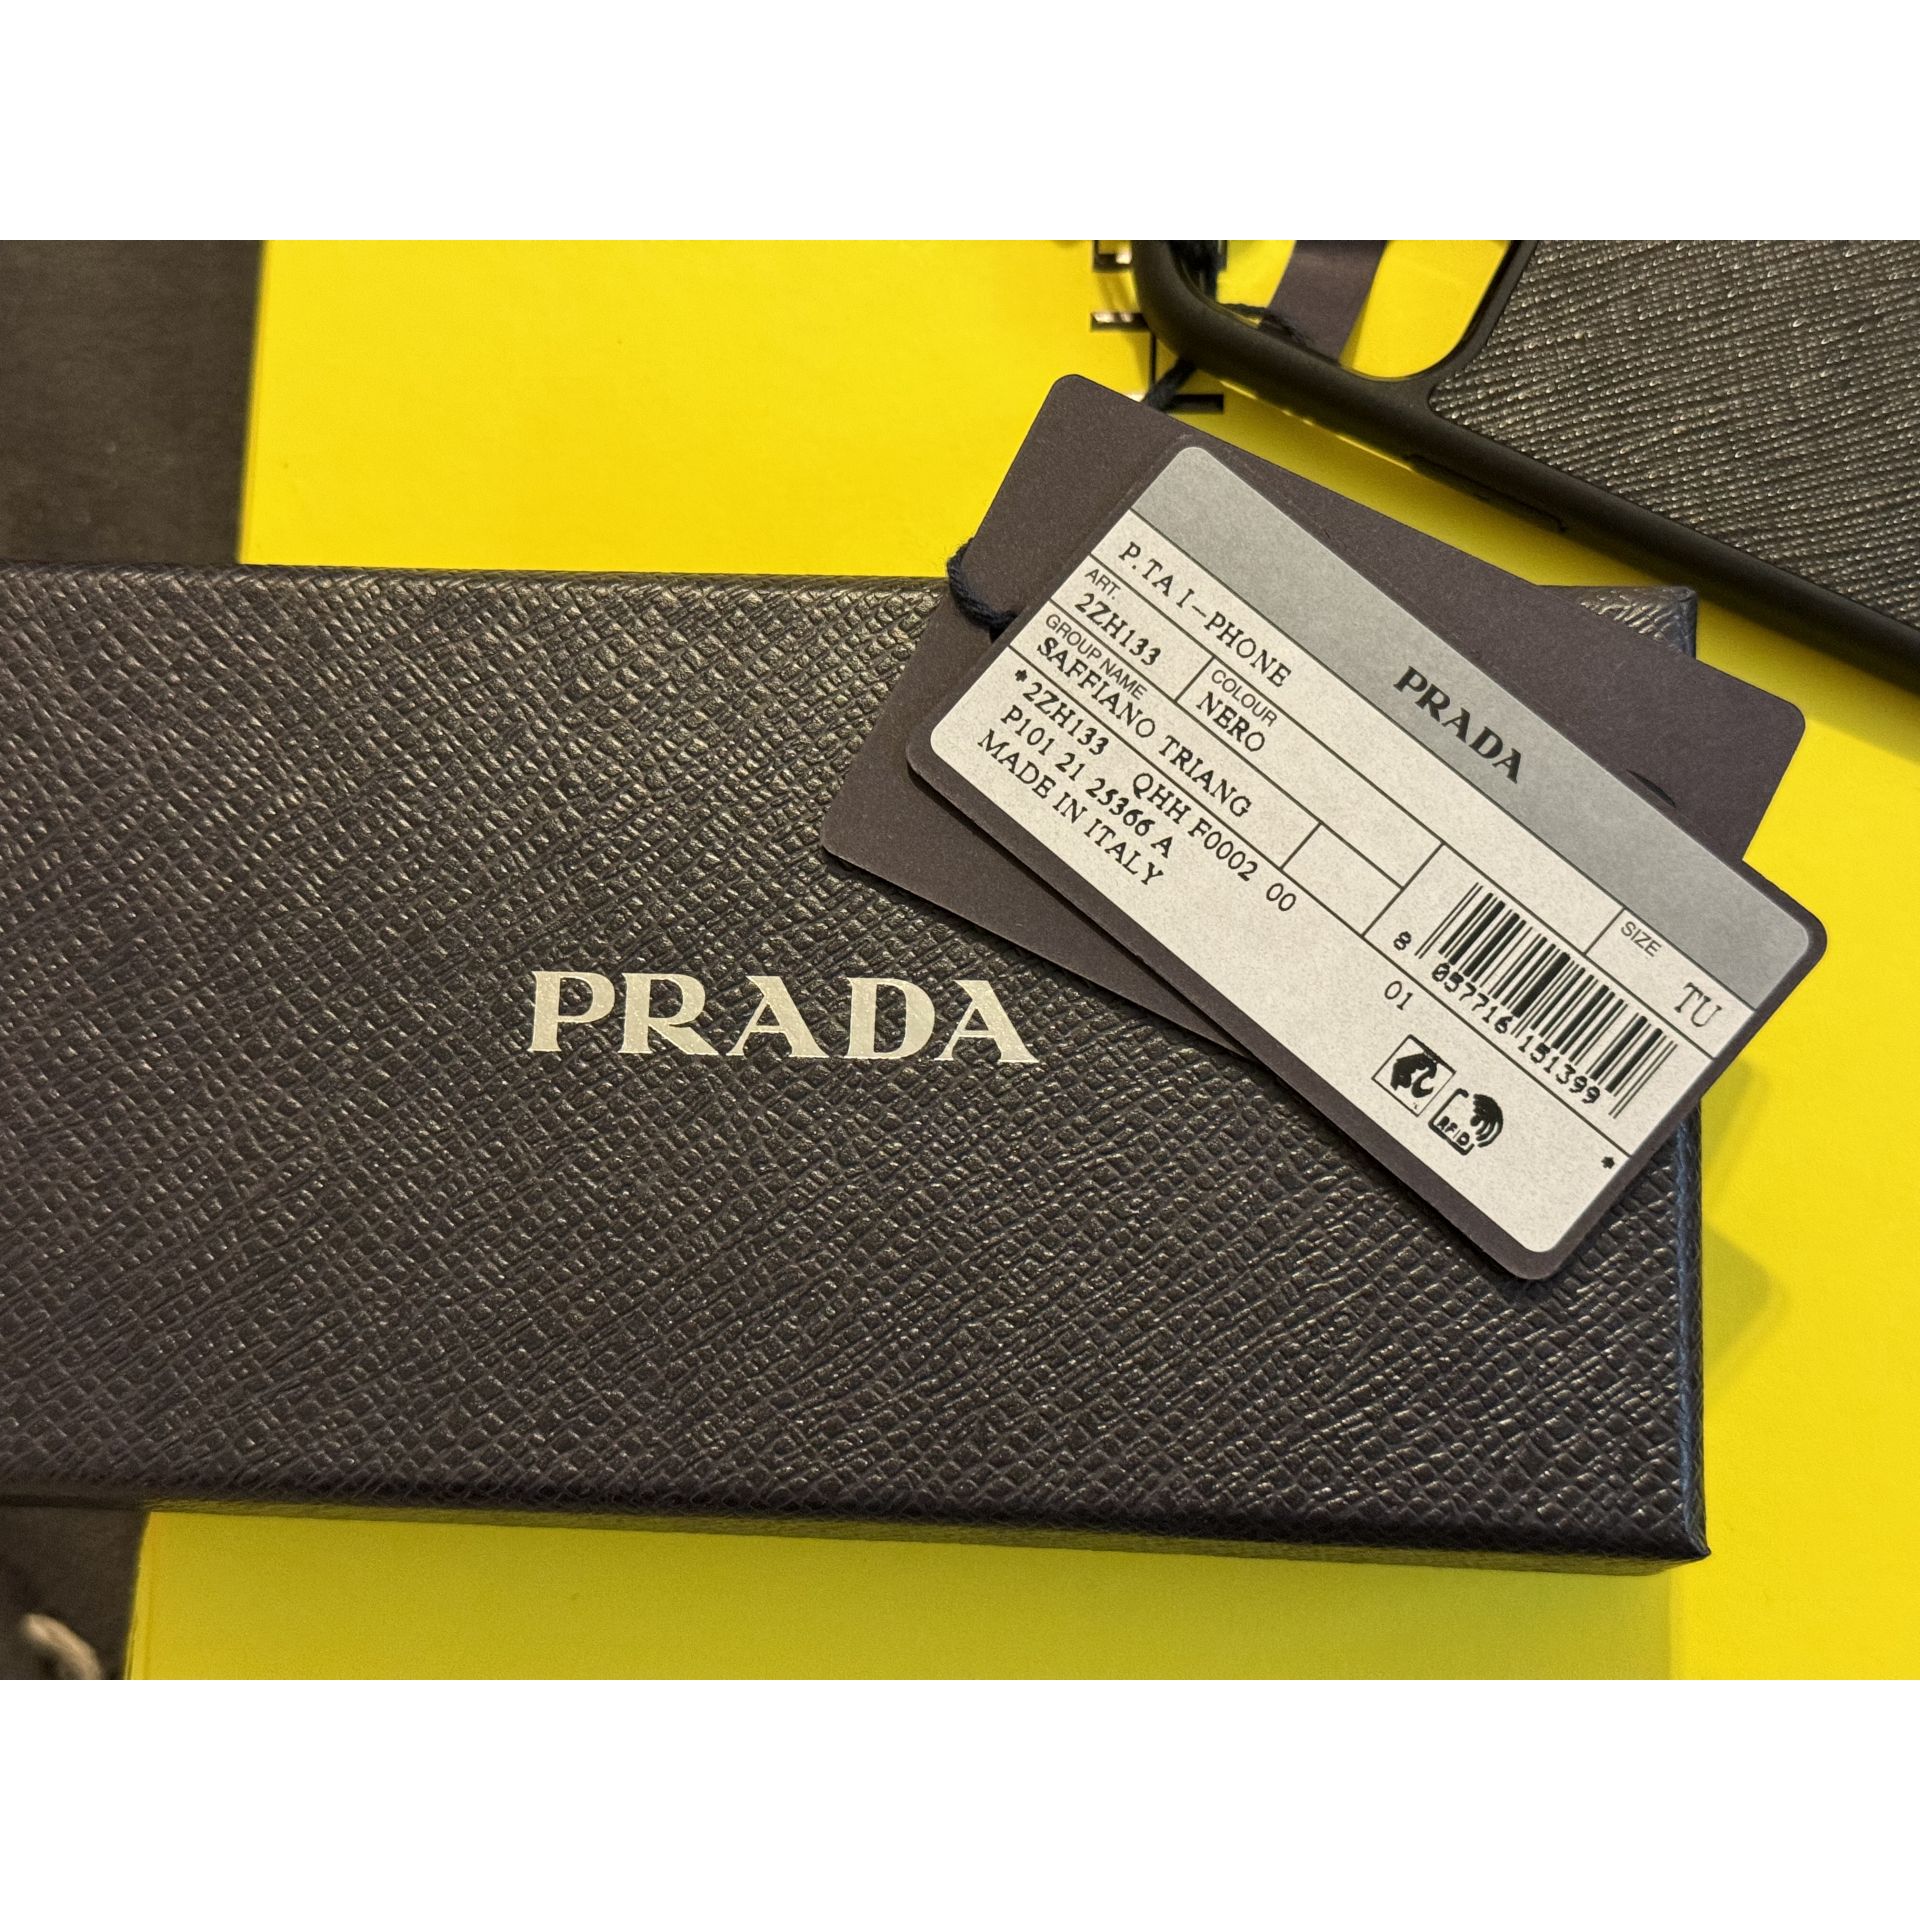 PRADA
P.TA I-PHONE
ART.
2ZH133
COLOUR
NERO
SIZE
TU
GROUP NAME
SAFFIANO TRIANG
*2ZH133 QHH F0002 00
P101 21 25366 A
MADE IN ITALY
8 057716 151399
01
RFID
*
PRADA